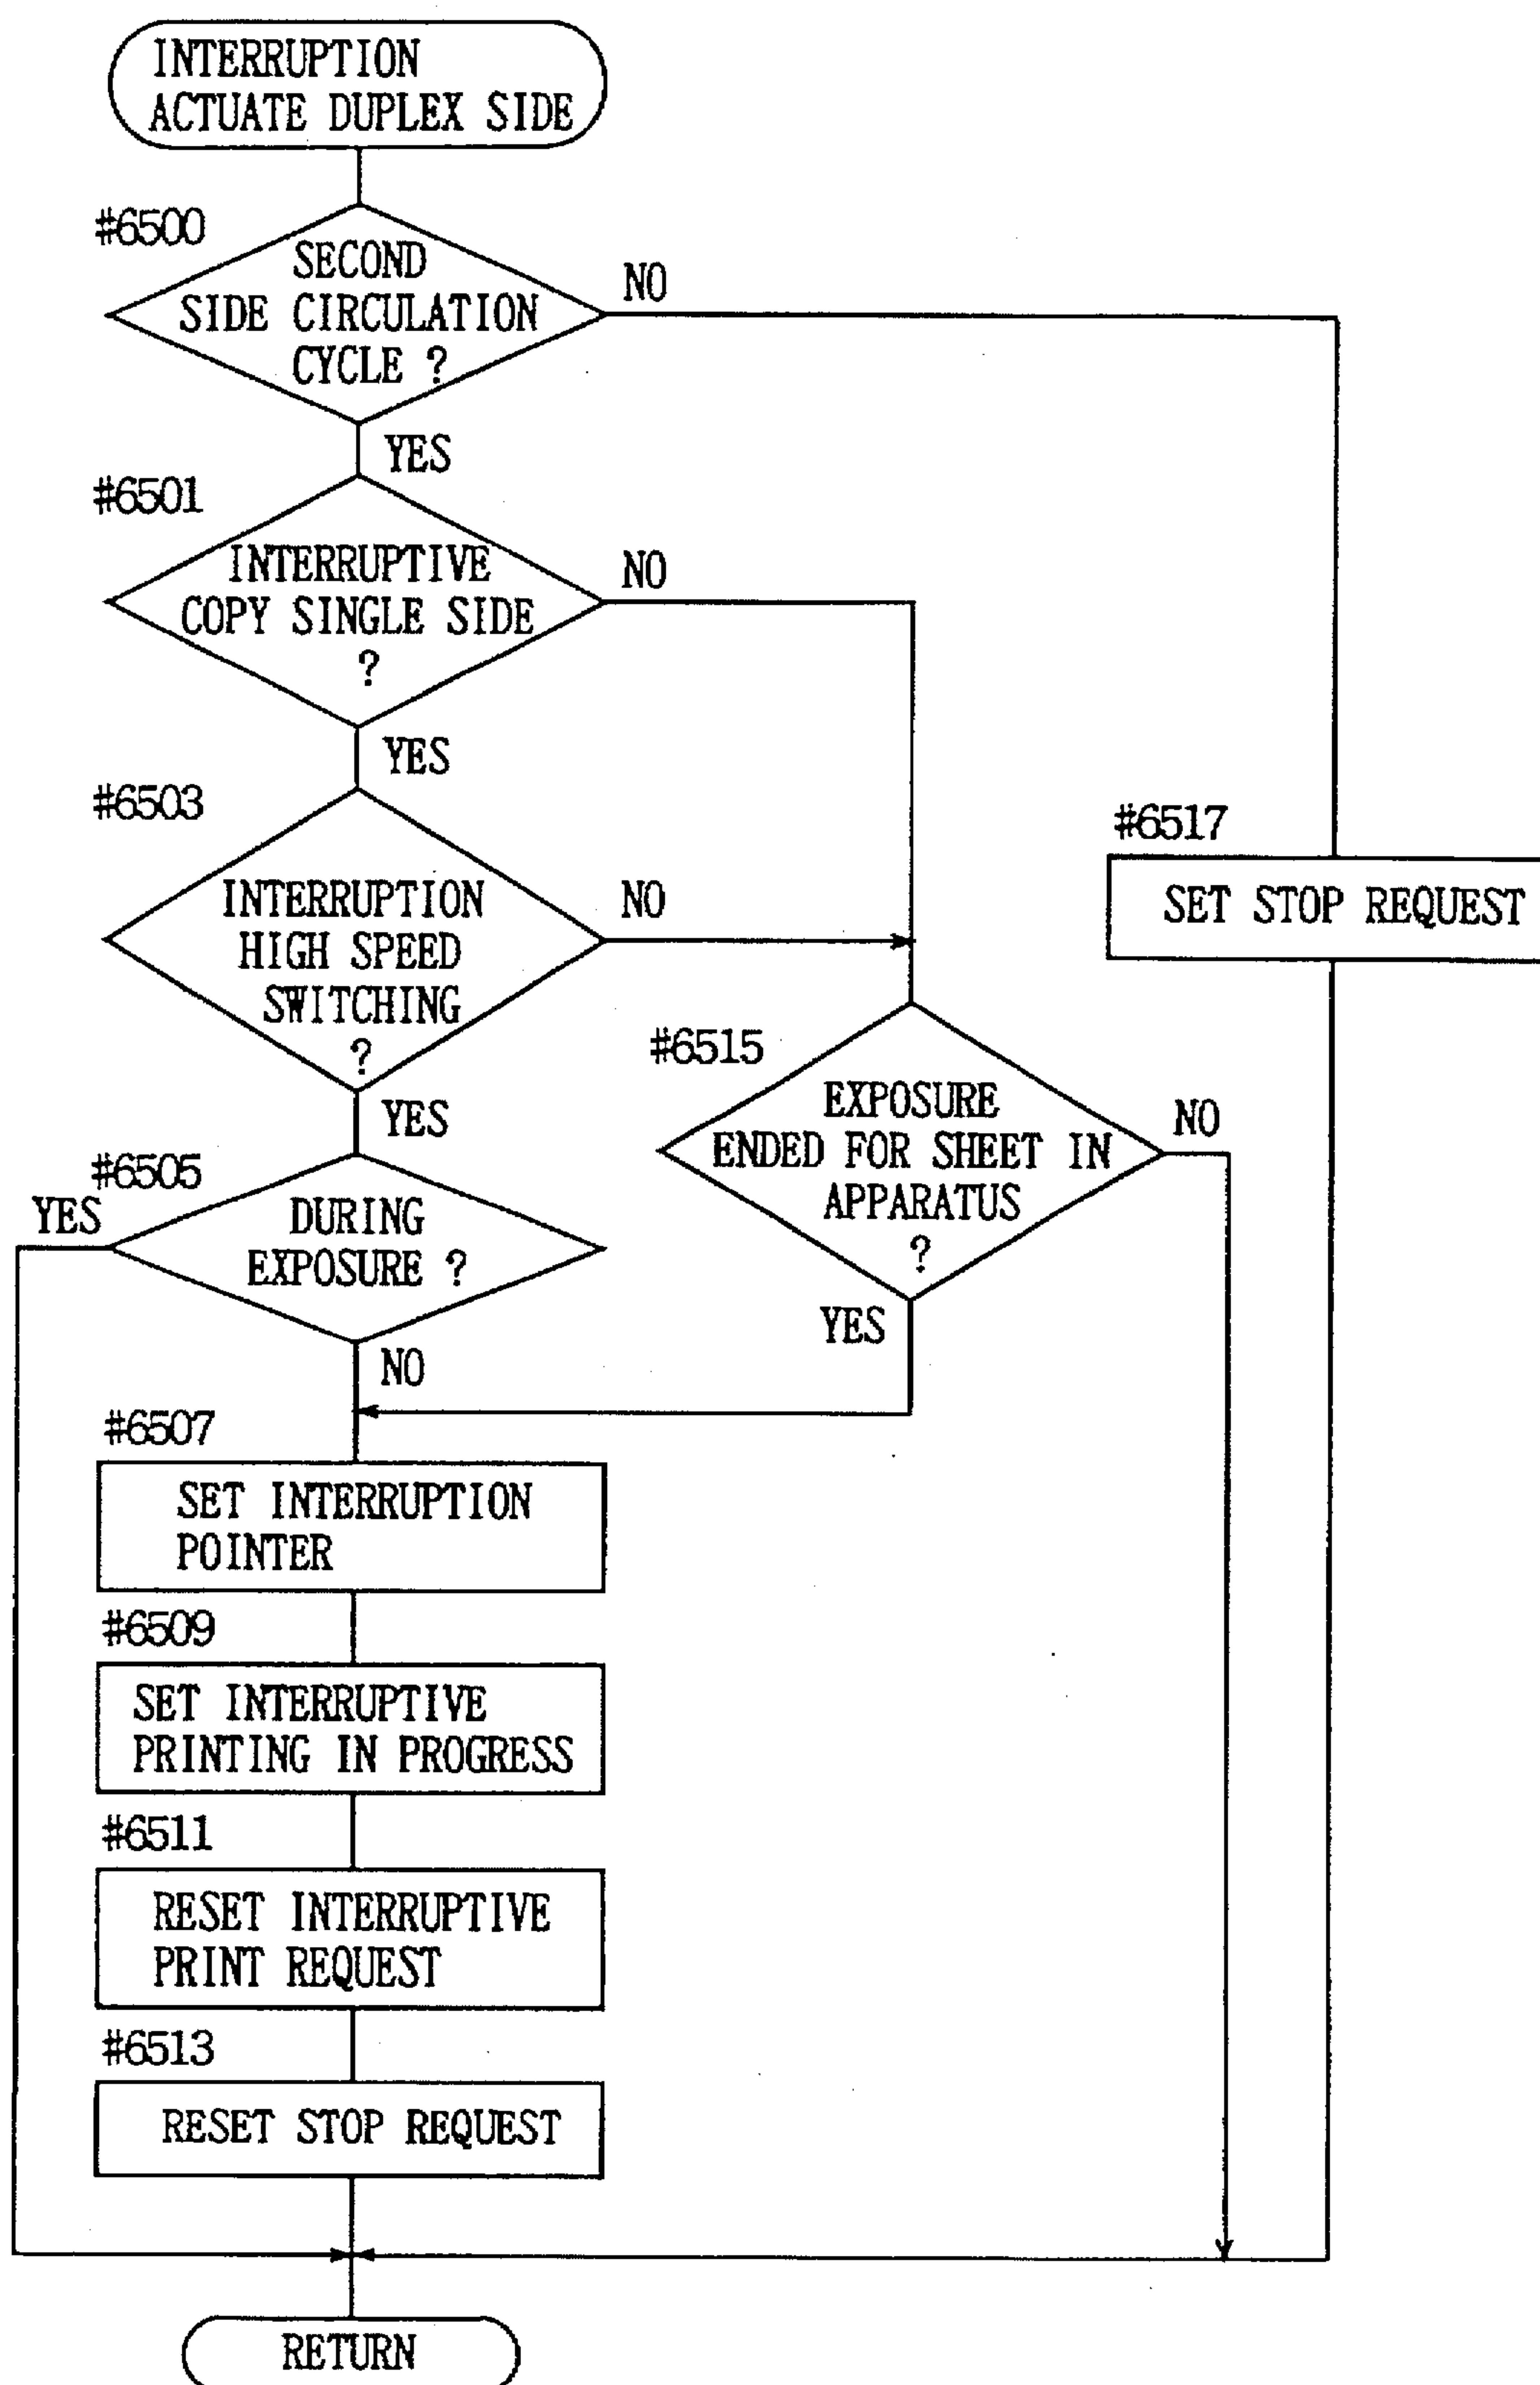 INTERRUPTION
ACTUATE DUPLEX SIDE
#6500
SECOND
SIDE CIRCULATION
CYCLE ?
NO
YES
#6501
INTERRUPTIVE
COPY SINGLE SIDE
?
NO
YES
#6503
INTERRUPTION
HIGH SPEED
SWITCHING
?
NO
YES
#6517
SET STOP REQUEST
#6515
EXPOSURE
ENDED FOR SHEET IN
APPARATUS
?
NO
YES
#6505
YES
DURING
EXPOSURE ?
NO
#6507
SET INTERRUPTION
POINTER
#6509
SET INTERRUPTIVE
PRINTING IN PROGRESS
#6511
RESET INTERRUPTIVE
PRINT REQUEST
#6513
RESET STOP REQUEST
RETURN